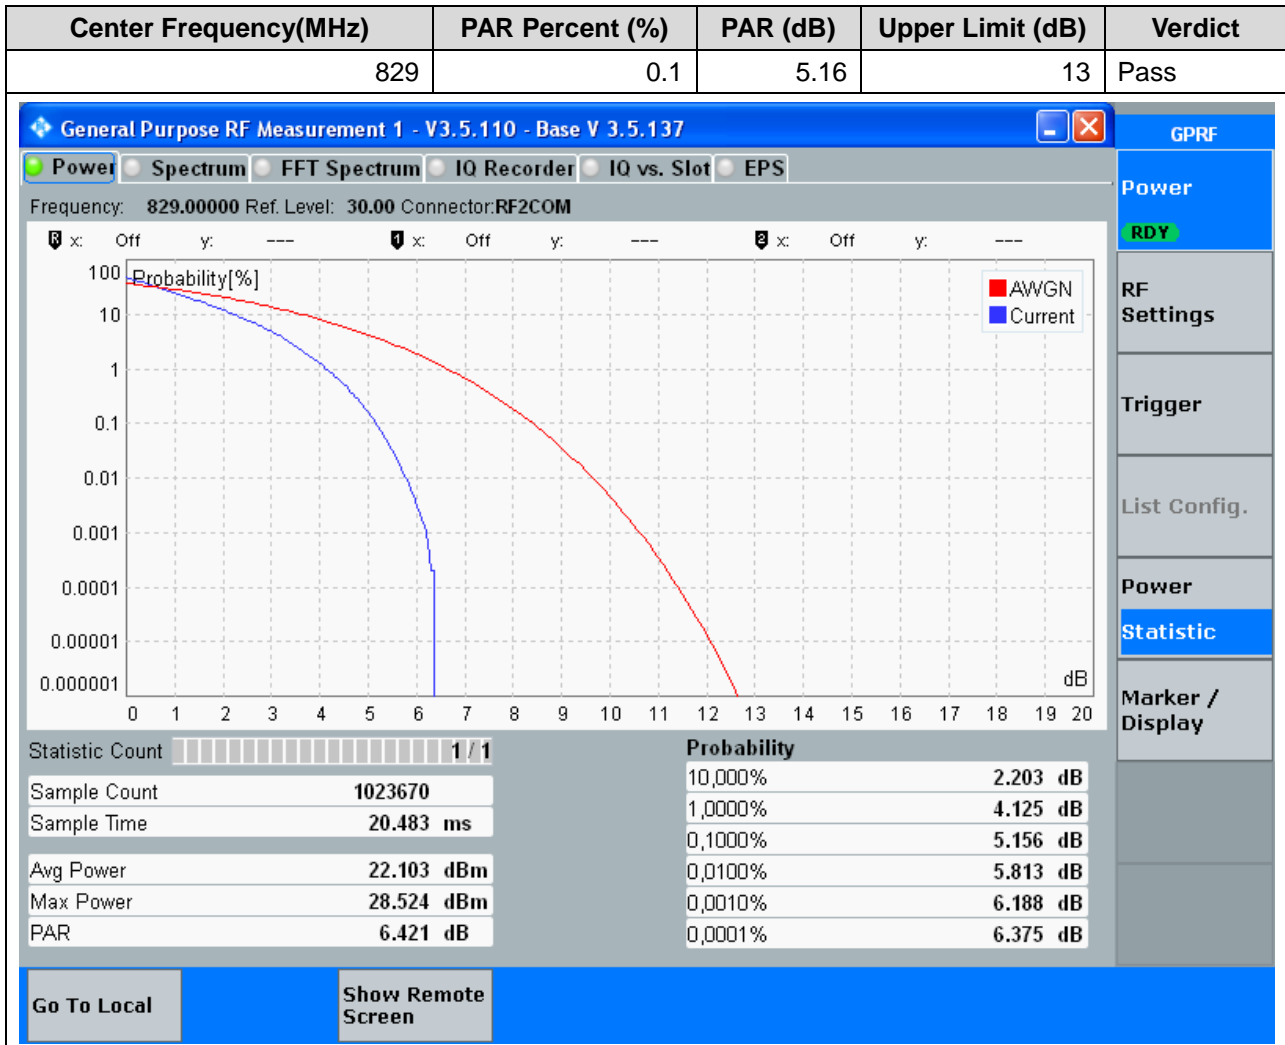 Center Frequency(MHz) PAR Percent (%) PAR (dB) Upper Limit (dB) Verdict
829 0.1 5.16 13 Pass
General Purpose RF Measurement 1 - V3.5.110 - Base V 3.5.137
GPRF
Power Spectrum FFT Spectrum IQ Recorder IQ vs. Slot EPS
Power
RDY
Frequency: 829.00000 Ref. Level: 30.00 Connector:RF2COM
R x: Off y: --- 1 x: Off y: --- 2 x: Off y: ---
Probability[%]
AWGN
Current
100
10
1
0.1
0.01
0.001
0.0001
0.00001
0.000001
dB
0 1 2 3 4 5 6 7 8 9 10 11 12 13 14 15 16 17 18 19 20
RF
Settings
Trigger
List Config.
Power
Statistic
Marker /
Display
Statistic Count 1 / 1
Sample Count 1023670
Sample Time 20.483 ms
Avg Power 22.103 dBm
Max Power 28.524 dBm
PAR 6.421 dB
Probability
10,000% 2.203 dB
1,0000% 4.125 dB
0,1000% 5.156 dB
0,0100% 5.813 dB
0,0010% 6.188 dB
0,0001% 6.375 dB
Go To Local
Show Remote
Screen